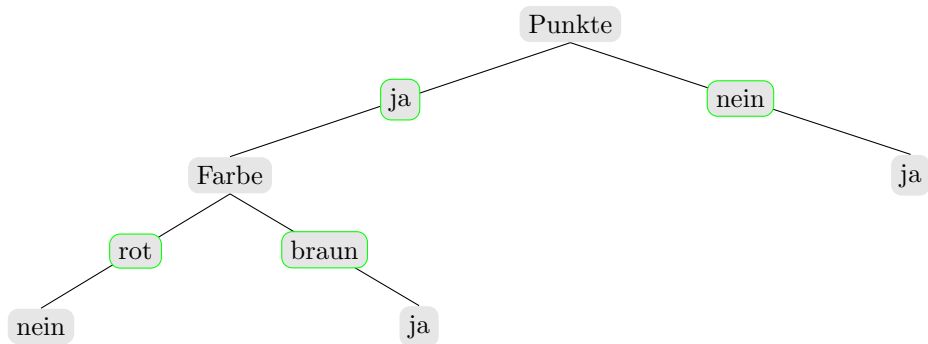 Punkte
ja
nein
Farbe
ja
rot
braun
nein
ja